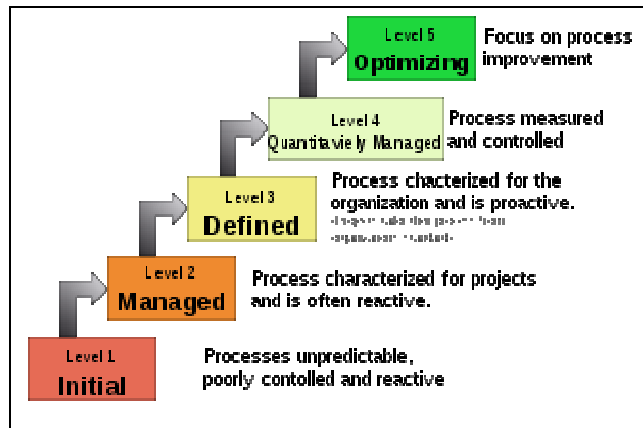 Level 5
Optimizing
Focus on process
improvement
Level 4
Quantitaviely Managed
Process measured
and controlled
Level 3
Defined
Process chacterized for the
organization and is proactive.
Level 2
Managed
Process characterized for projects
and is often reactive.
Level 1
Initial
Processes unpredictable,
poorly contolled and reactive